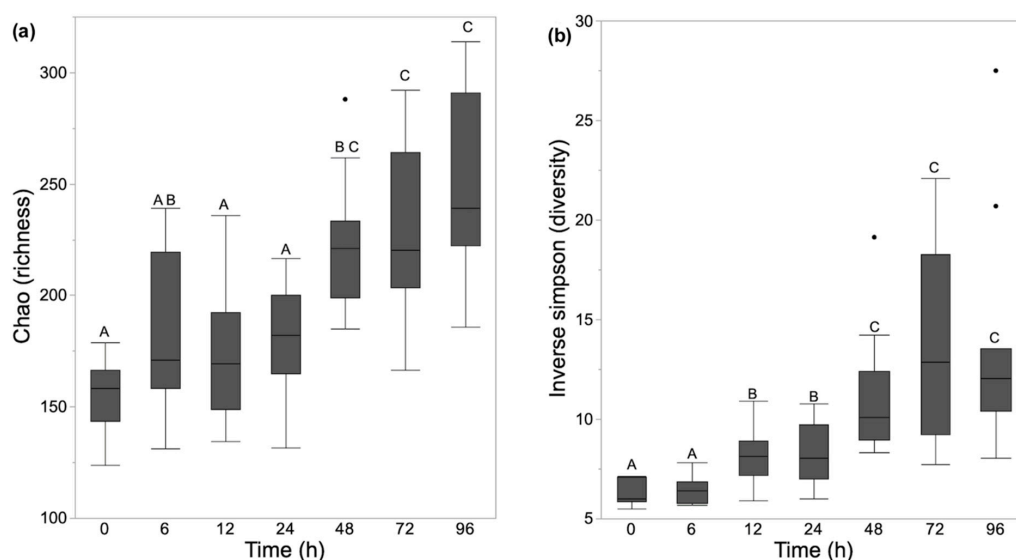 (a)
Chao (richness)
300
250
200
150
100
A
A B
A
A
B C
C
C
0 6 12 24 48 72 96
Time (h)
(b)
Inverse simpson (diversity)
30
25
20
15
10
5
A
A
B
B
C
C
C
0 6 12 24 48 72 96
Time (h)